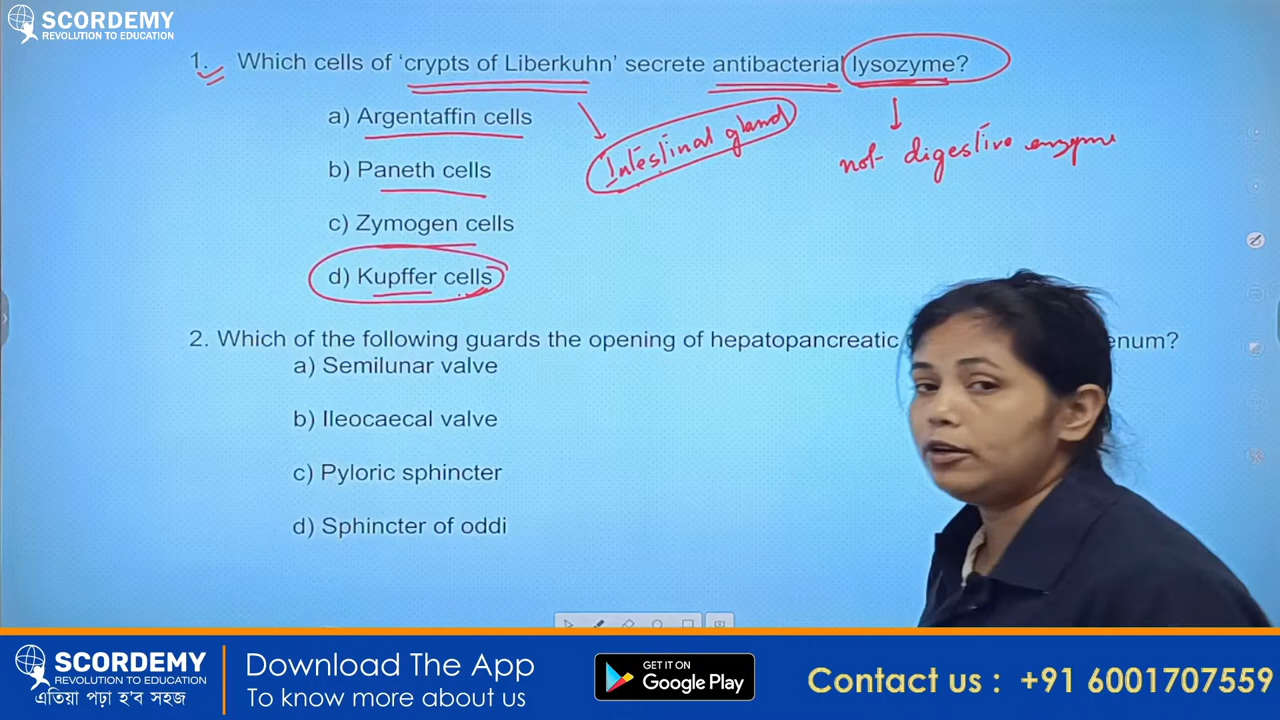 SCORDEMY
REVOLUTION TO EDUCATION
1. Which cells of ‘crypts of Liberkuhn’ secrete antibacterial lysozyme?
a) Argentaffin cells
Intestinal gland
not digestive enzyme
b) Paneth cells
c) Zymogen cells
d) Kupffer cells
2. Which of the following guards the opening of hepatopancreatic enum?
a) Semilunar valve
b) Ileocaecal valve
c) Pyloric sphincter
d) Sphincter of oddi
SCORDEMY
REVOLUTION TO EDUCATION
এতিয়া পঢ়া হ'ব সহজ
Download The App
To know more about us
GET IT ON
Google Play
Contact us : +91 6001707559